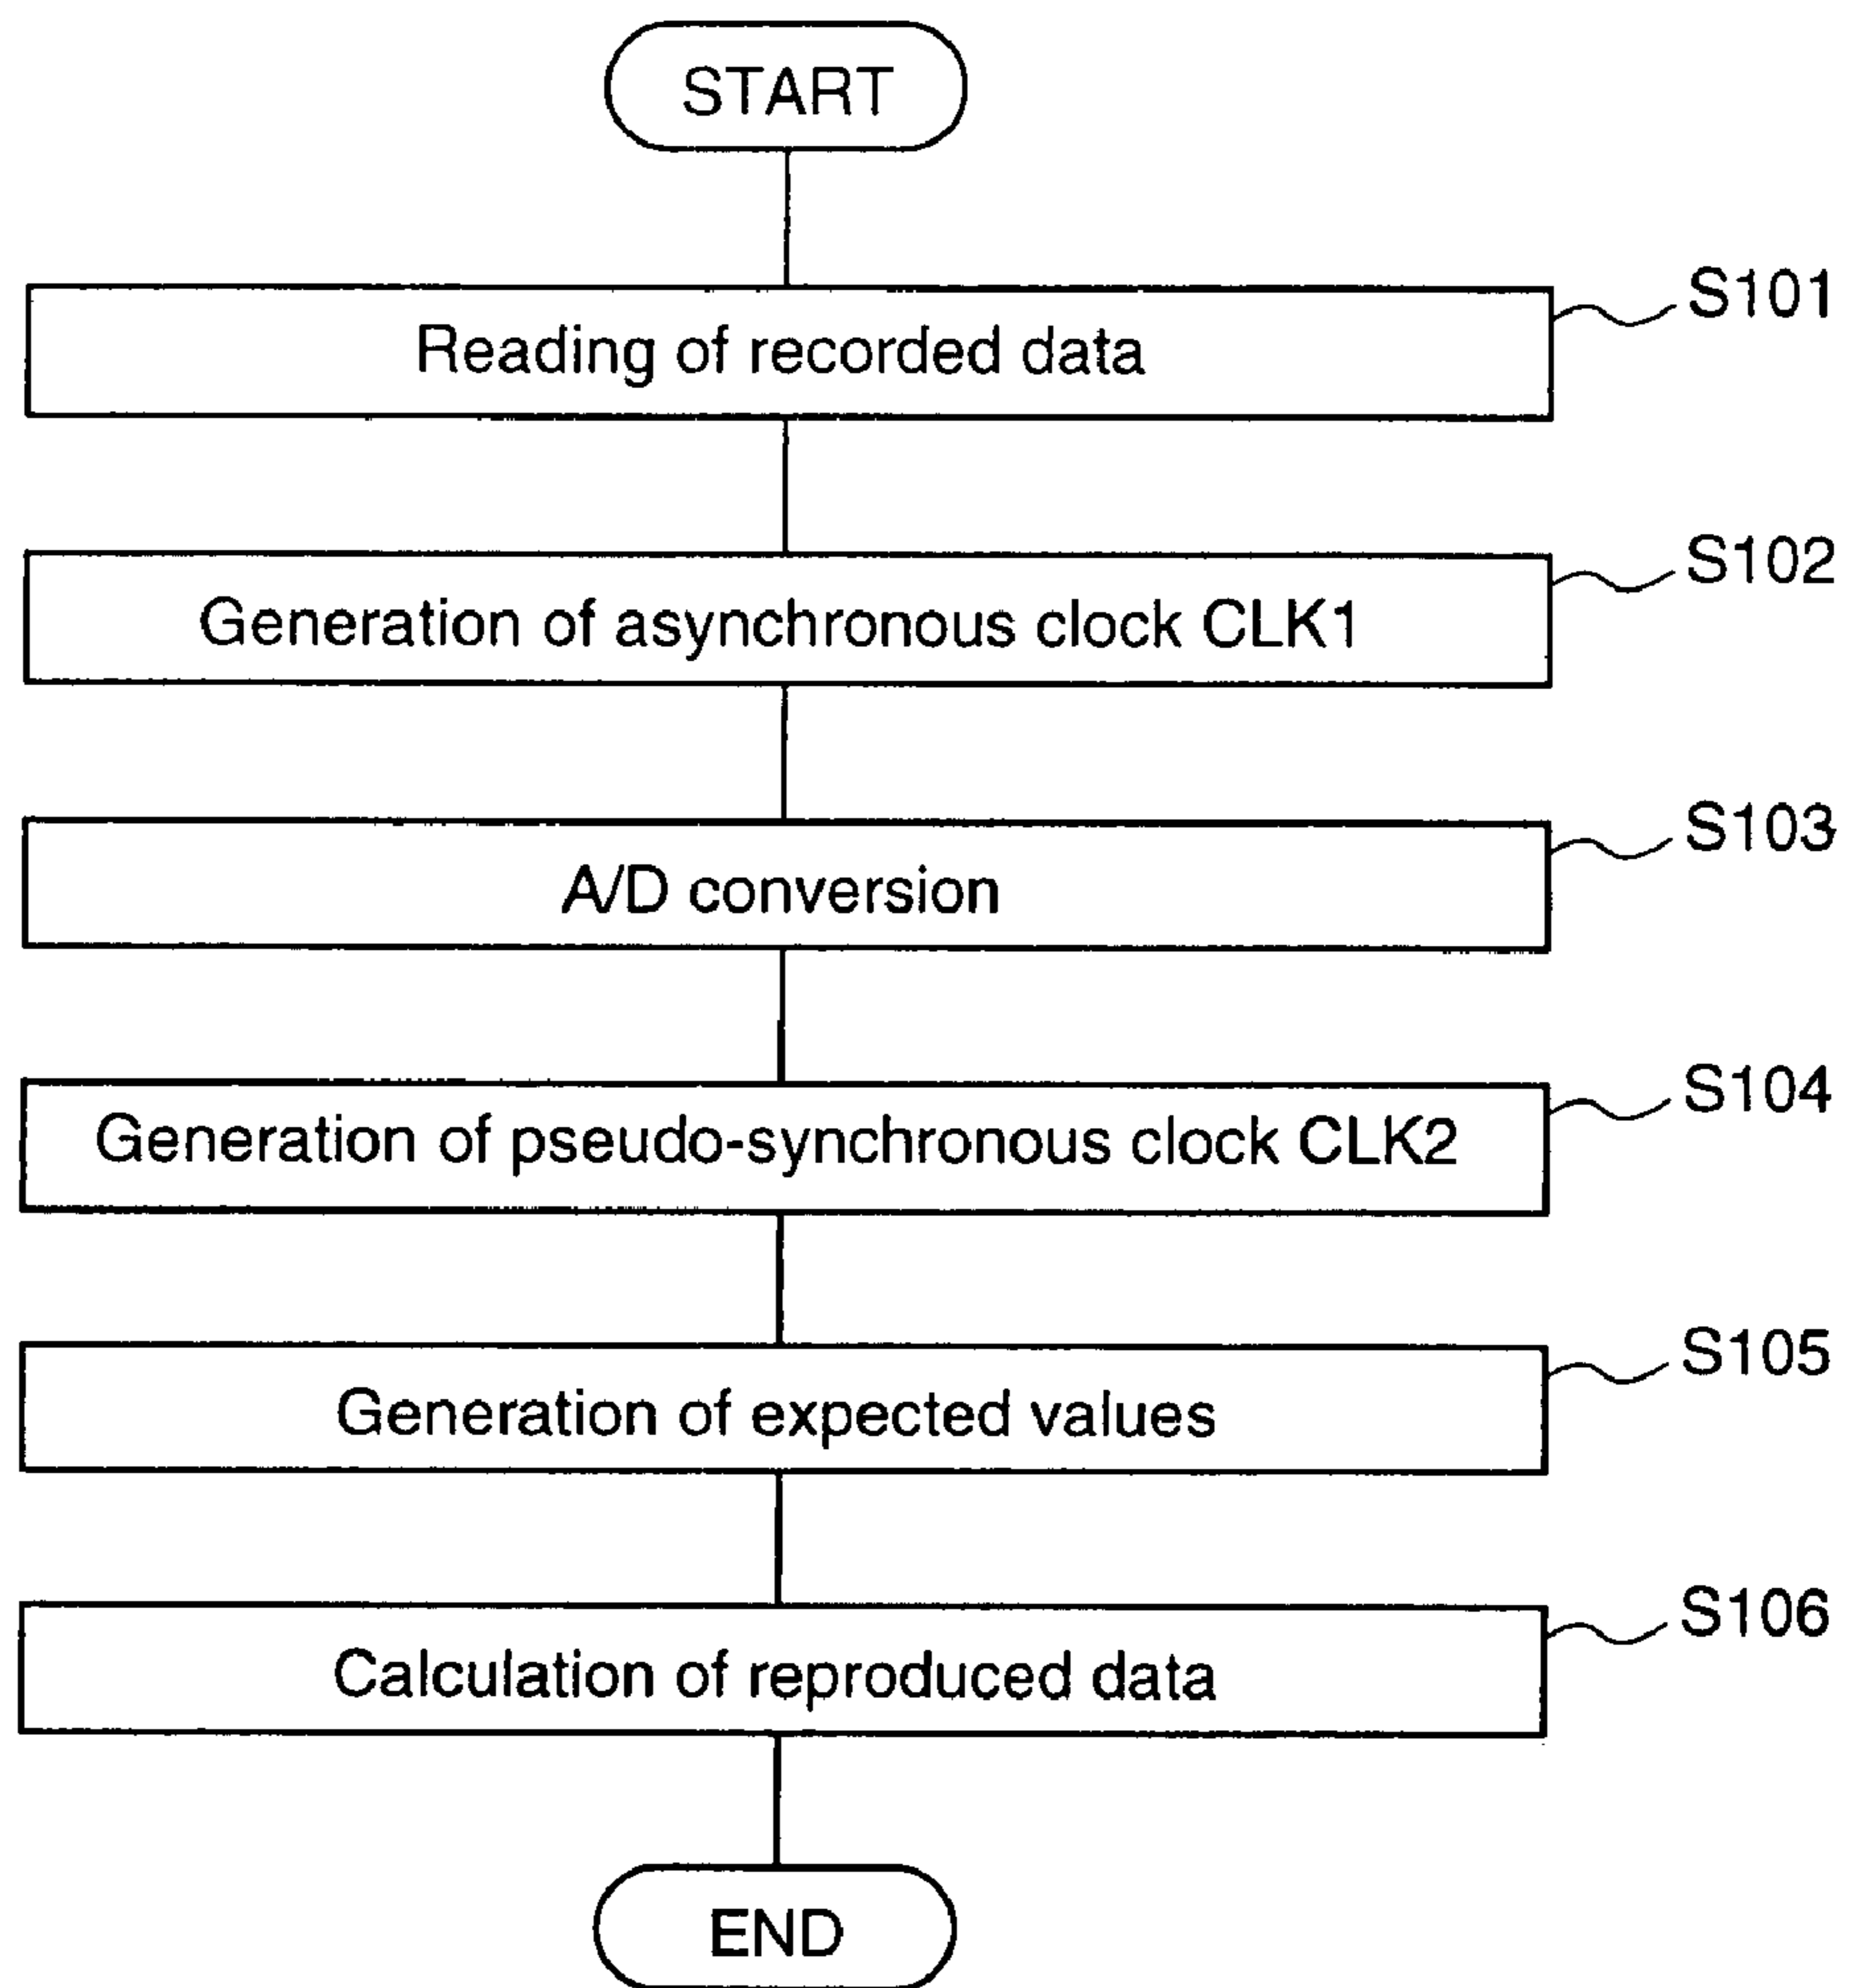 START
Reading of recorded data
S101
Generation of asynchronous clock CLK1
S102
A/D conversion
S103
Generation of pseudo-synchronous clock CLK2
S104
Generation of expected values
S105
Calculation of reproduced data
S106
END